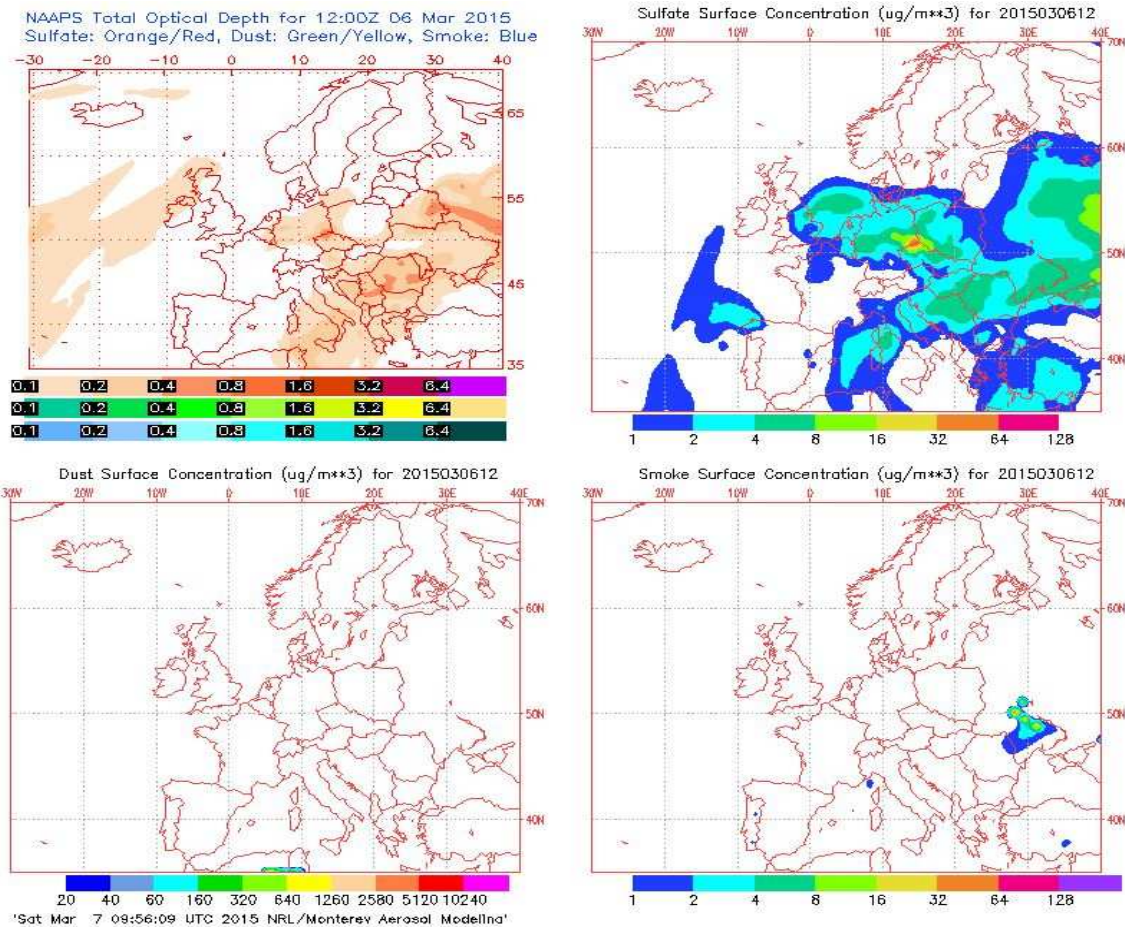 NAAPS Total Optical Depth for 12:00Z 06 Mar 2015
Sulfate: Orange/Red, Dust: Green/Yellow, Smoke: Blue
-30 -20 -10 0 10 20 30 40
65
55
45
35
0.1 0.2 0.4 0.8 1.6 3.2 6.4
0.1 0.2 0.4 0.8 1.6 3.2 6.4
0.1 0.2 0.4 0.8 1.6 3.2 6.4
Sulfate Surface Concentration (ug/m**3) for 2015030612
30W 20W 10W 0 10E 20E 30E 40E
70N
60N
50N
40N
1 2 4 8 16 32 64 128
Dust Surface Concentration (ug/m**3) for 2015030612
30W 20W 10W 0 10E 20E 30E 40E
70N
60N
50N
40N
20 40 60 160 320 640 1260 2580 5120 10240
'Sat Mar 7 09:56:09 UTC 2015 NRL/Monterey Aerosol Modeling'
Smoke Surface Concentration (ug/m**3) for 2015030612
30W 20W 10W 0 10E 20E 30E 40E
70N
60N
50N
40N
1 2 4 8 16 32 64 128